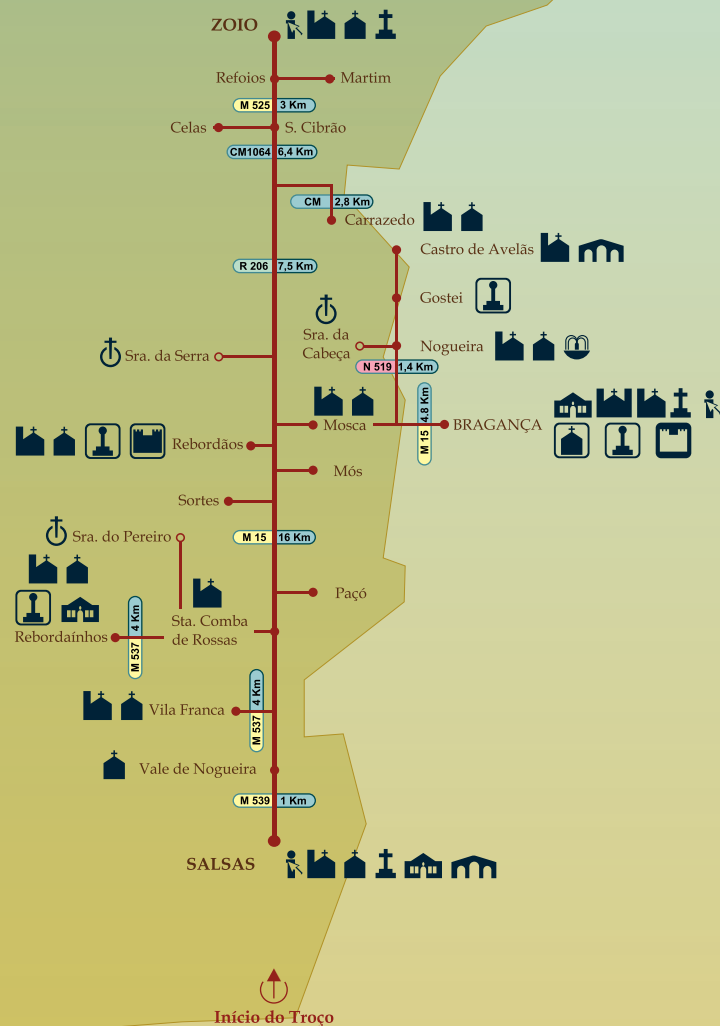 ZOIO
Refoios
Martim
M 525 3 Km
Celas
S. Cibrão
CM1064 6,4 Km
CM 2,8 Km
Carrazedo
Castro de Avelãs
R 206 7,5 Km
Gostei
Sra. da
Cabeça
Nogueira
Sra. da Serra
N 519 1,4 Km
M 15 4.8 Km
Mosca
BRAGANÇA
Rebordãos
Mós
Sortes
Sra. do Pereiro
M 15 16 Km
Paçó
Sta. Comba
de Rossas
Rebordaínhos
M 537 4 Km
M 537 4 Km
Vila Franca
Vale de Nogueira
M 539 1 Km
SALSAS
Início do Troço